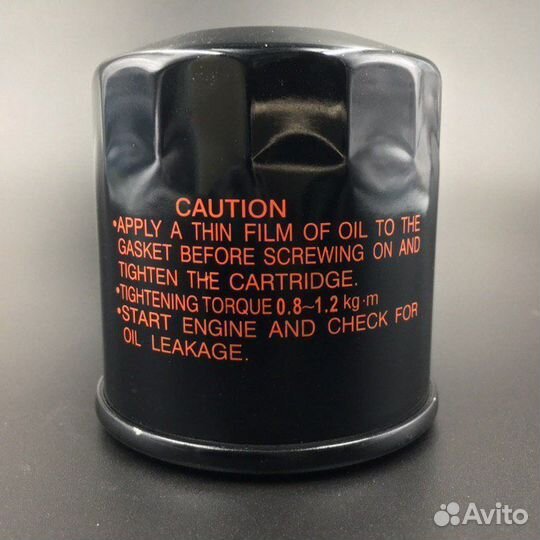 CAUTION
•APPLY A THIN FILM OF OIL TO THE
GASKET BEFORE SCREWING ON AND
TIGHTEN THE CARTRIDGE.
•TIGHTENING TORQUE 0.8~1.2 kg·m
•START ENGINE AND CHECK FOR
OIL LEAKAGE.
Avito